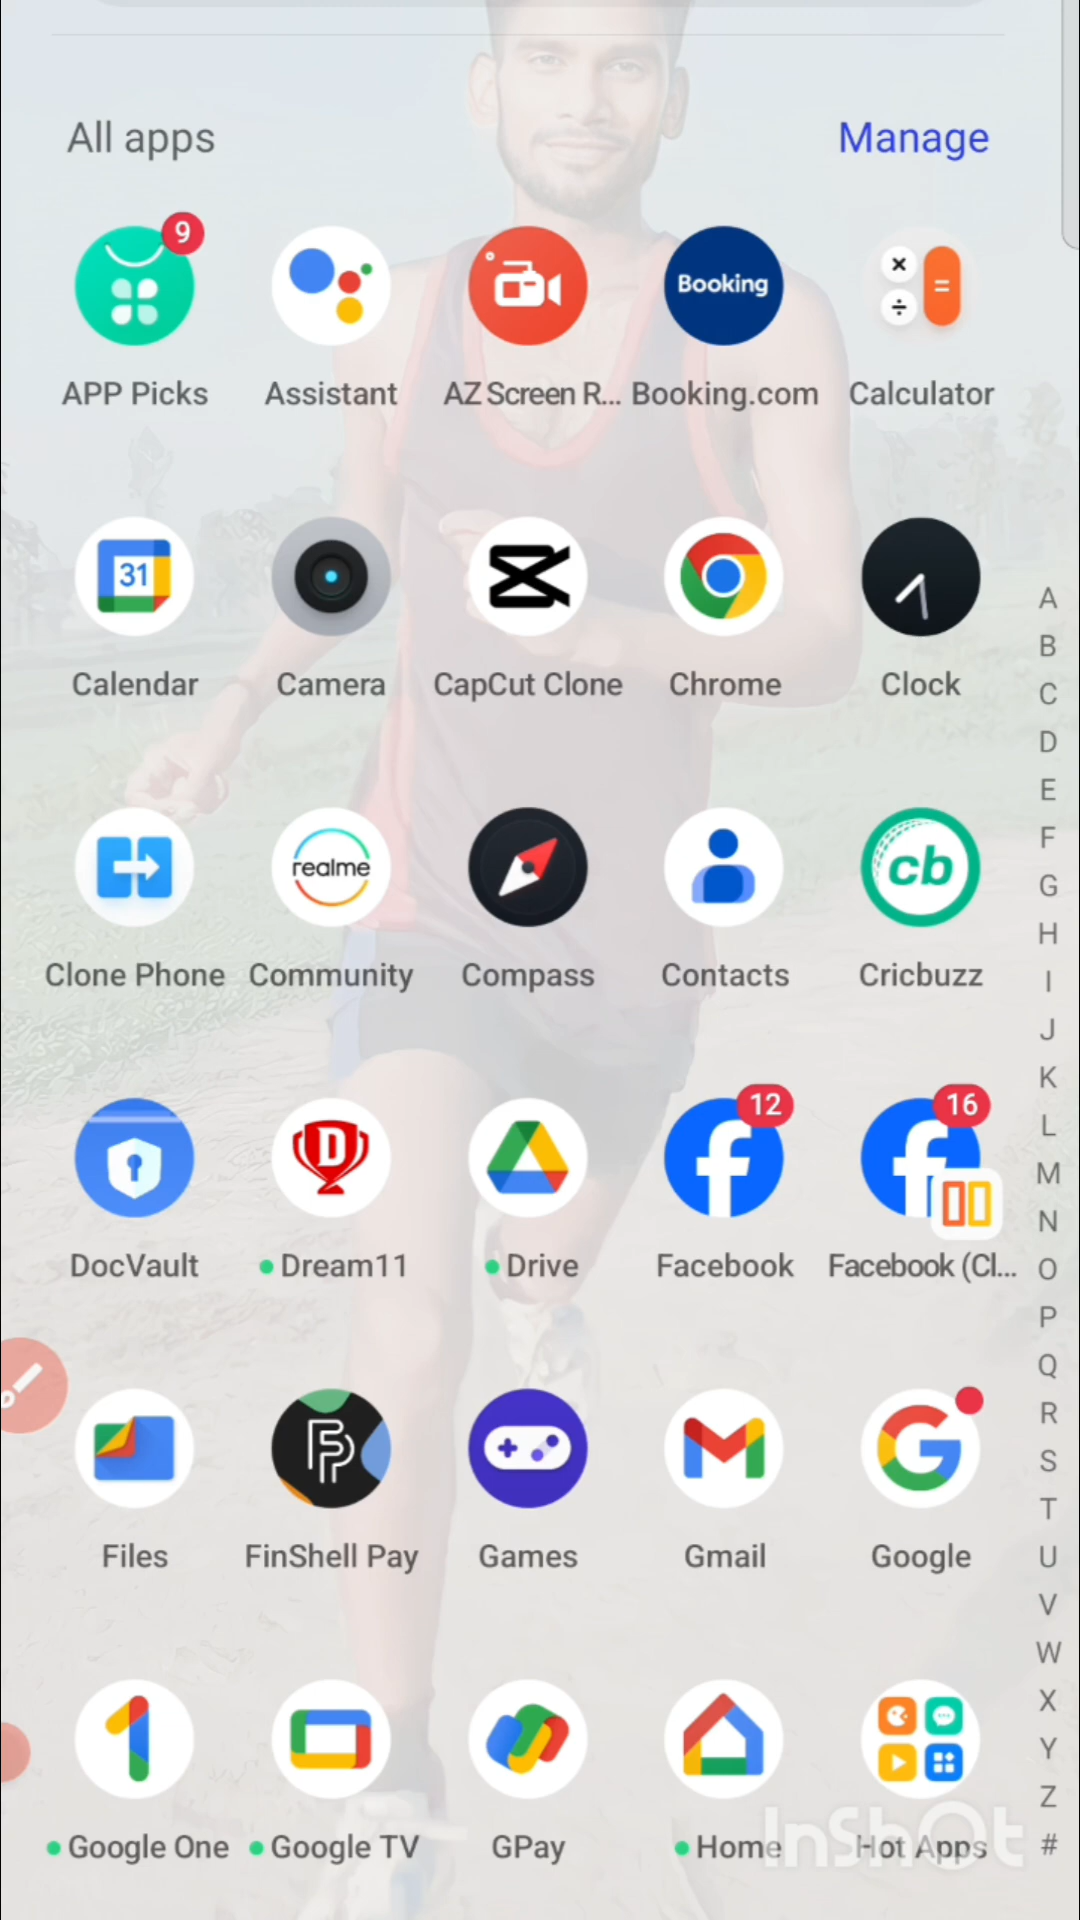 All apps Manage
9
Booking
APP Picks Assistant AZ Screen R... Booking.com Calculator
31
Calendar Camera CapCut Clone Chrome Clock
realme cb
Clone Phone Community Compass Contacts Cricbuzz
D 12 16
DocVault Dream11 Drive Facebook Facebook (Cl...
Files FinShell Pay Games Gmail Google
Google One Google TV GPay Home Hot Apps
InShOt
A
B
C
D
E
F
G
H
I
J
K
L
M
N
O
P
Q
R
S
T
U
V
W
X
Y
Z
#